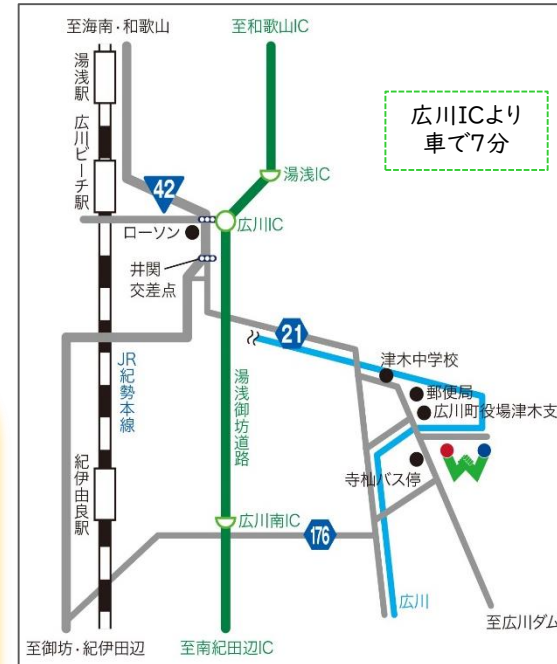 至海南・和歌山
至和歌山IC
湯浅駅
広川ビーチ駅
広川ICより
車で7分
湯浅IC
42
広川IC
ローソン
井関
交差点
21
JR紀勢本線
湯浅御坊道路
津木中学校
郵便局
広川町役場津木支
寺杣バス停
紀伊由良駅
広川南IC
176
広川
至広川ダム
至御坊・紀伊田辺
至南紀田辺IC